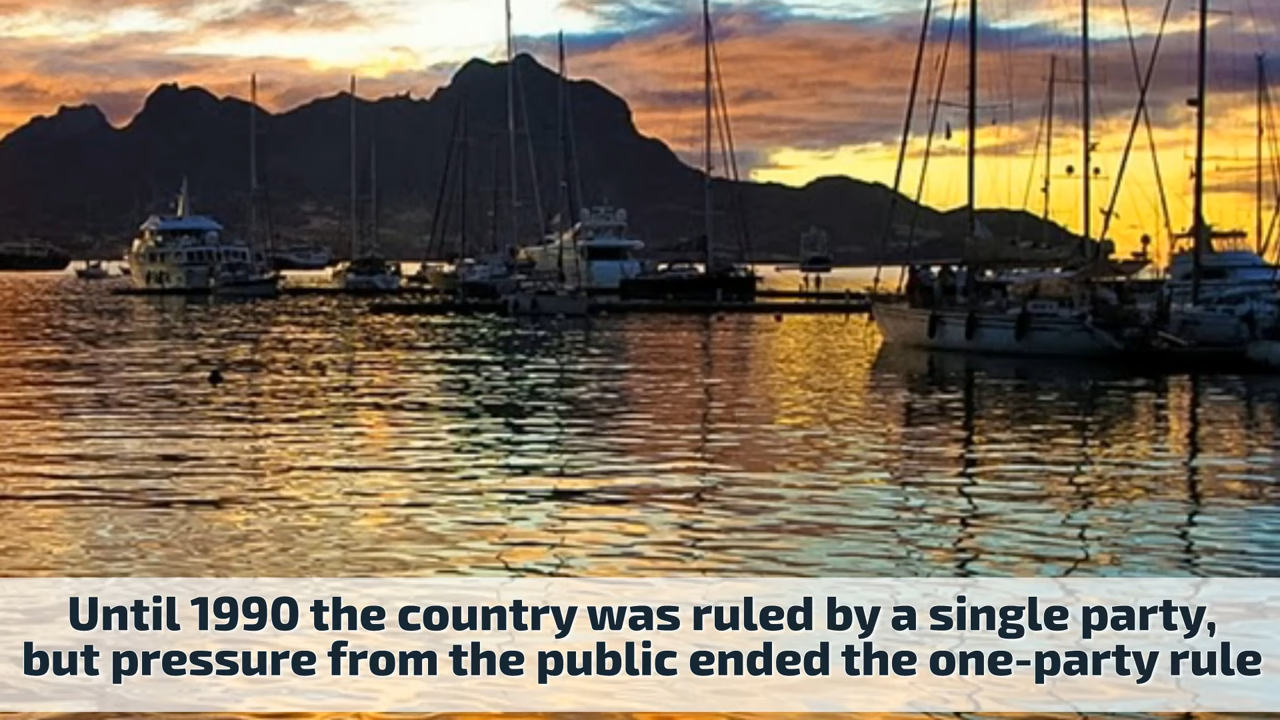 Until 1990 the country was ruled by a single party,
but pressure from the public ended the one-party rule